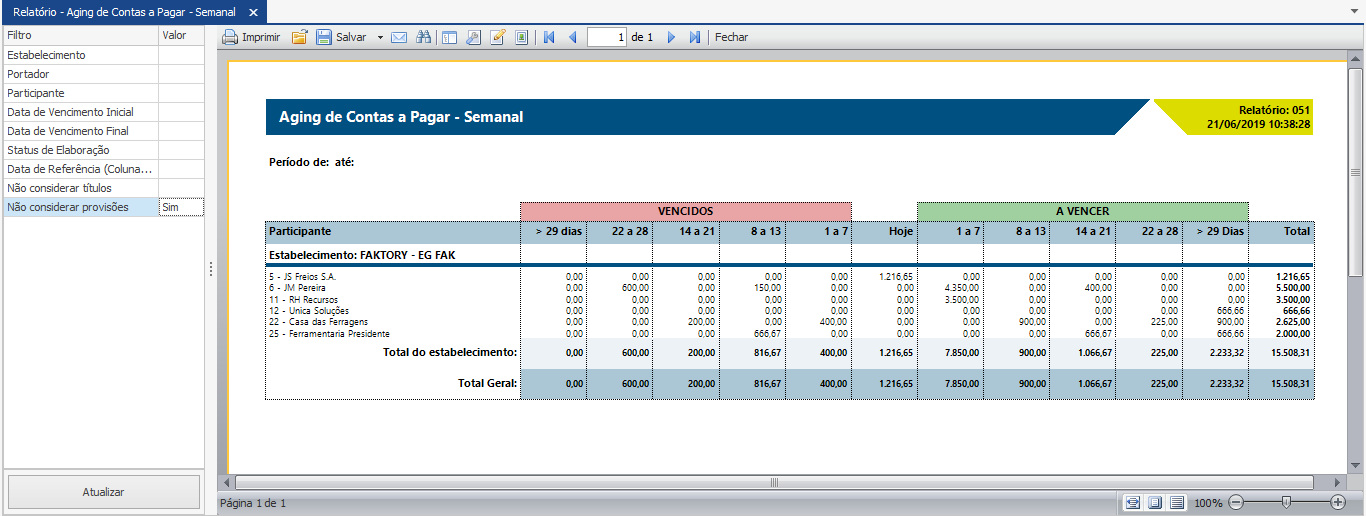 Relatório - Aging de Contas a Pagar - Semanal
Filtro Valor
Estabelecimento
Portador
Participante
Data de Vencimento Inicial
Data de Vencimento Final
Status de Elaboração
Data de Referência (Coluna...
Não considerar títulos
Não considerar provisões Sim
Atualizar
Imprimir Salvar 1 de 1 Fechar
Aging de Contas a Pagar - Semanal
Relatório: 051
21/06/2019 10:38:28
Período de: até:
VENCIDOS A VENCER
Participante > 29 dias 22 a 28 14 a 21 8 a 13 1 a 7 Hoje 1 a 7 8 a 13 14 a 21 22 a 28 > 29 Dias Total
Estabelecimento: FAKTORY - EG FAK
5 - JS Freios S.A. 0,00 0,00 0,00 0,00 0,00 1.216,65 0,00 0,00 0,00 0,00 0,00 1.216,65
6 - JM Pereira 0,00 600,00 0,00 150,00 0,00 0,00 4.350,00 0,00 400,00 0,00 0,00 5.500,00
11 - RH Recursos 0,00 0,00 0,00 0,00 0,00 0,00 3.500,00 0,00 0,00 0,00 0,00 3.500,00
12 - Unica Soluções 0,00 0,00 0,00 0,00 0,00 0,00 0,00 0,00 0,00 0,00 666,66 666,66
22 - Casa das Ferragens 0,00 0,00 200,00 0,00 400,00 0,00 0,00 900,00 0,00 225,00 900,00 2.625,00
25 - Ferramentaria Presidente 0,00 0,00 0,00 666,67 0,00 0,00 0,00 0,00 666,67 0,00 666,66 2.000,00
Total do estabelecimento: 0,00 600,00 200,00 816,67 400,00 1.216,65 7.850,00 900,00 1.066,67 225,00 2.233,32 15.508,31
Total Geral: 0,00 600,00 200,00 816,67 400,00 1.216,65 7.850,00 900,00 1.066,67 225,00 2.233,32 15.508,31
Página 1 de 1 100%